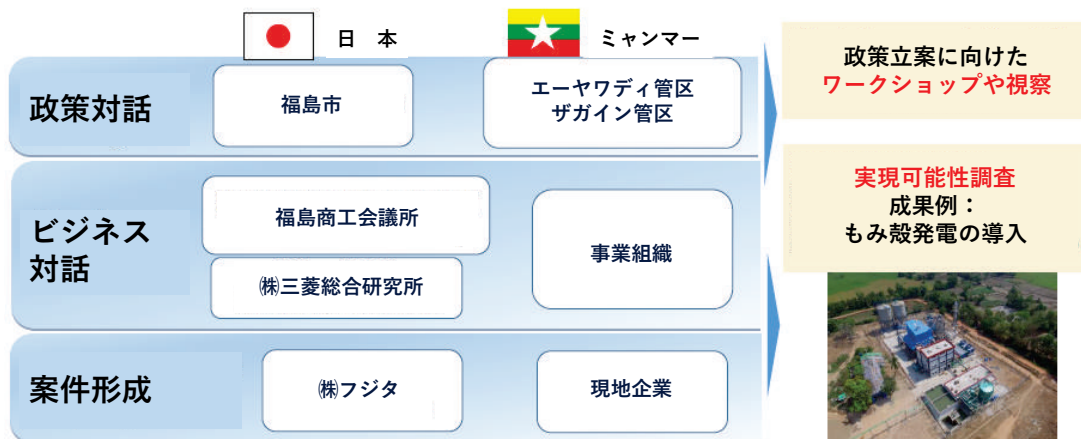 日 本
ミャンマー
政策対話
福島市
エーヤワディ管区
ザガイン管区
政策立案に向けた
ワークショップや視察
ビジネス
対話
福島商工会議所
㈱三菱総合研究所
事業組織
実現可能性調査
成果例：
もみ殻発電の導入
案件形成
㈱フジタ
現地企業